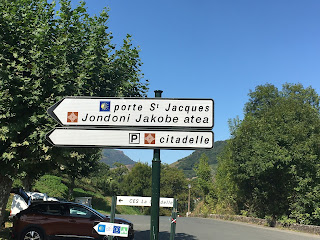 porte St Jacques
Jondoni Jakobe atea
P citadelle